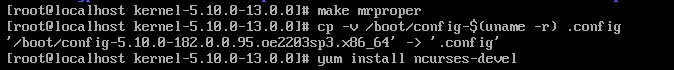 [root@localhost kernel-5.10.0-13.0.0]# make mrproper
[root@localhost kernel-5.10.0-13.0.0]# cp -v /boot/config-$(uname -r) .config
'/boot/config-5.10.0-182.0.0.95.oe2203sp3.x86_64' -> '.config'
[root@localhost kernel-5.10.0-13.0.0]# yum install ncurses-devel